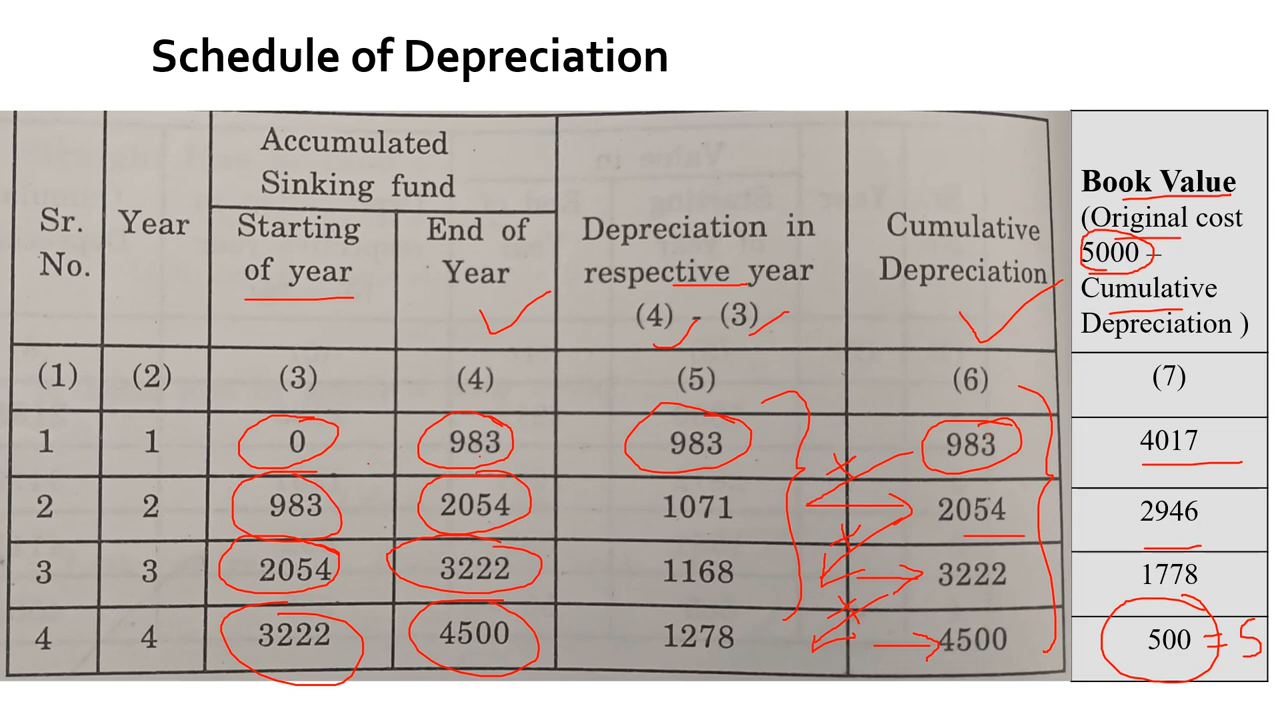 Schedule of Depreciation
Accumulated
Sinking fund
Sr.
No.
Year
Starting
of year
End of
Year
Depreciation in
respective year
(4) - (3)
Cumulative
Depreciation
Book Value
(Original cost
5000 –
Cumulative
Depreciation )
(1) (2) (3) (4) (5) (6) (7)
1 1 0 983 983 983 4017
2 2 983 2054 1071 2054 2946
3 3 2054 3222 1168 3222 1778
4 4 3222 4500 1278 4500 500 = 5